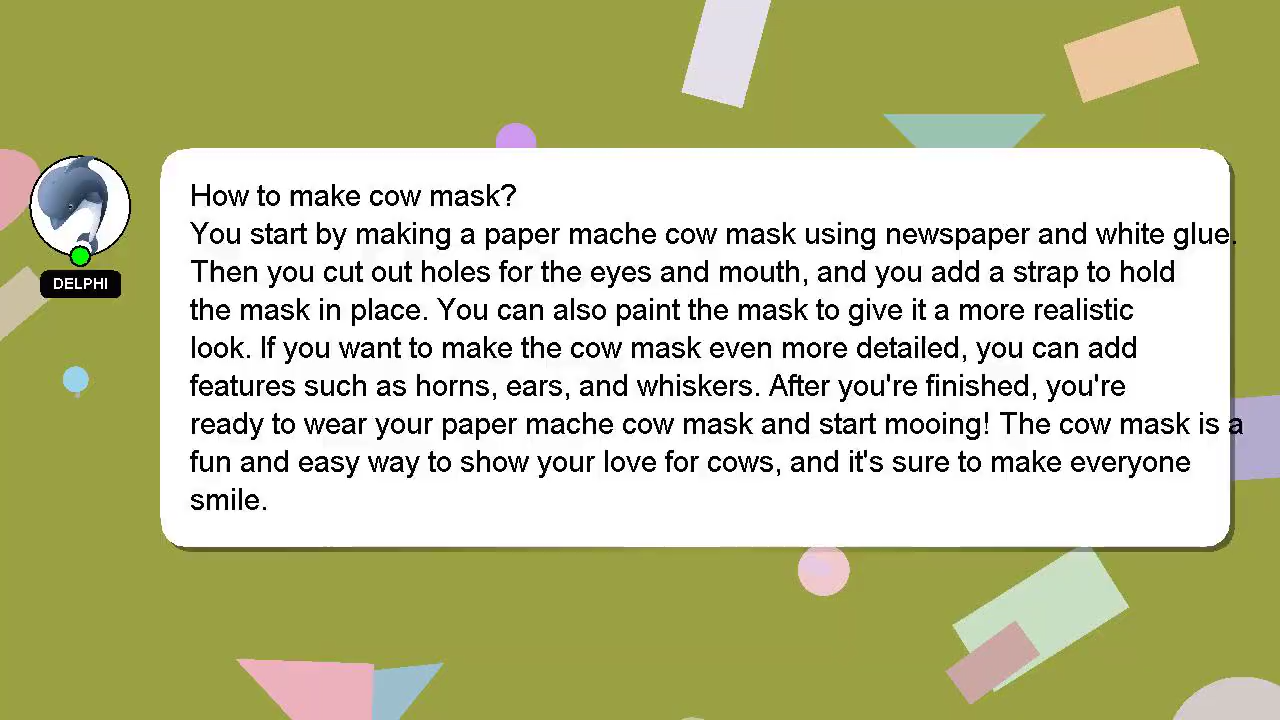 DELPHI
How to make cow mask?
You start by making a paper mache cow mask using newspaper and white glue.
Then you cut out holes for the eyes and mouth, and you add a strap to hold
the mask in place. You can also paint the mask to give it a more realistic
look. If you want to make the cow mask even more detailed, you can add
features such as horns, ears, and whiskers. After you're finished, you're
ready to wear your paper mache cow mask and start mooing! The cow mask is a
fun and easy way to show your love for cows, and it's sure to make everyone
smile.